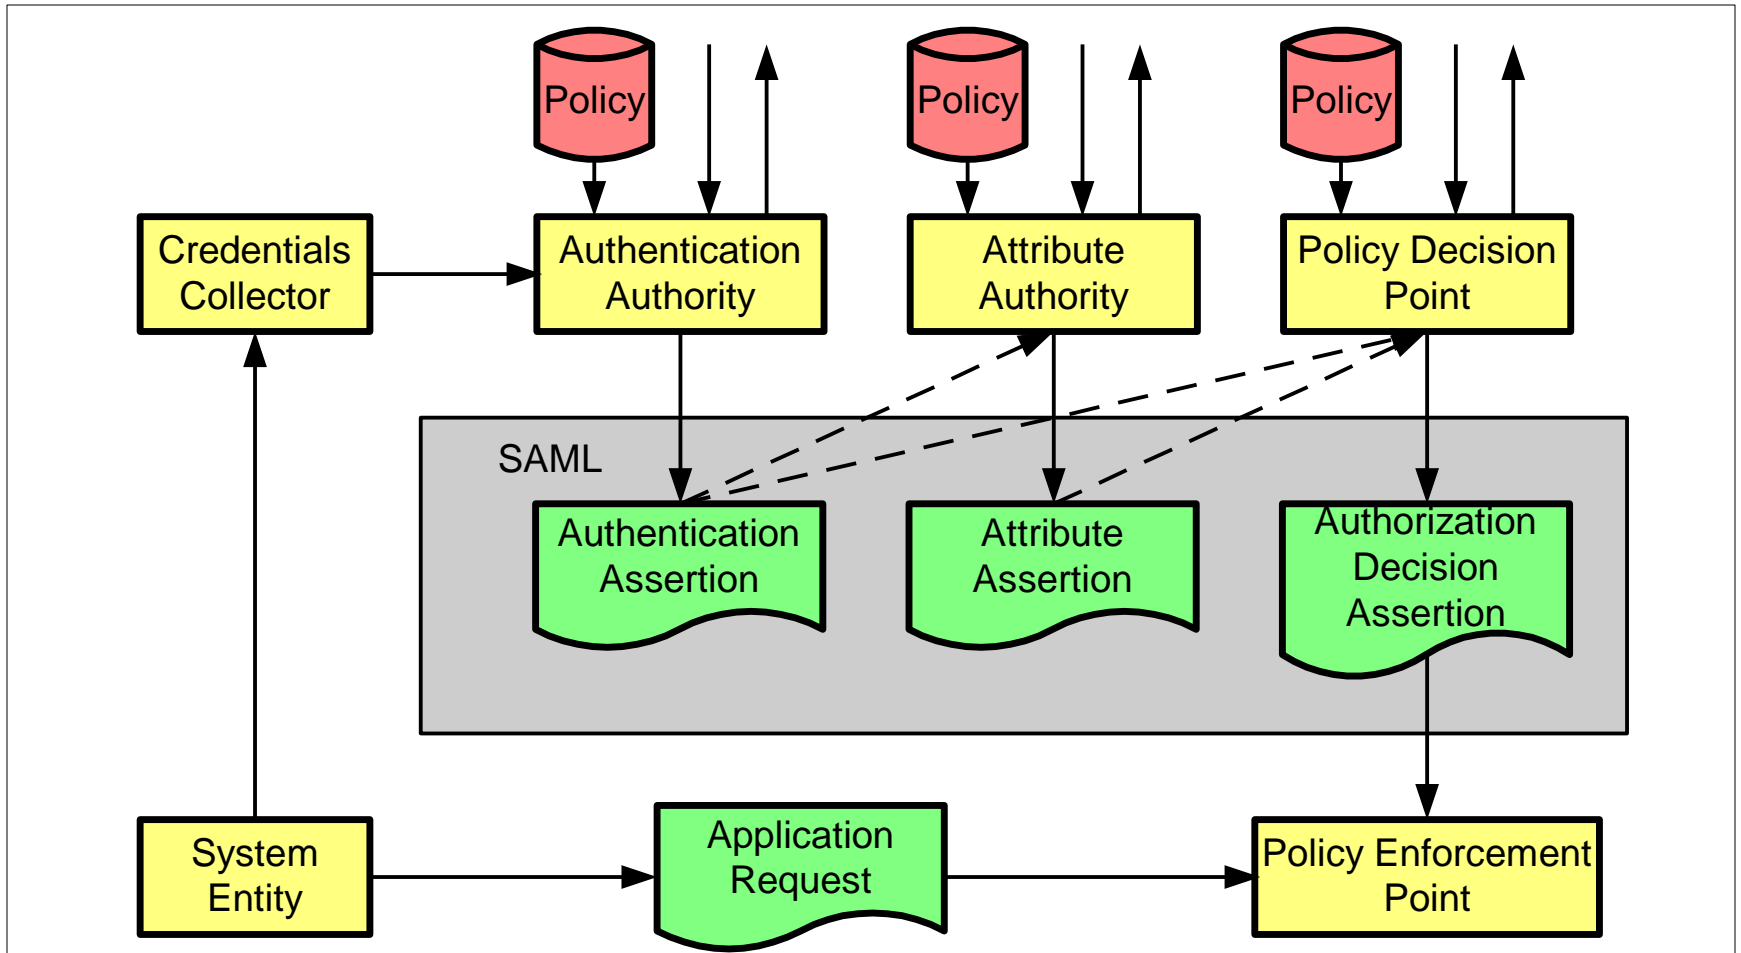 Policy
Policy
Policy
Credentials
Collector
Authentication
Authority
Attribute
Authority
Policy Decision
Point
SAML
Authentication
Assertion
Attribute
Assertion
Authorization
Decision
Assertion
System
Entity
Application
Request
Policy Enforcement
Point